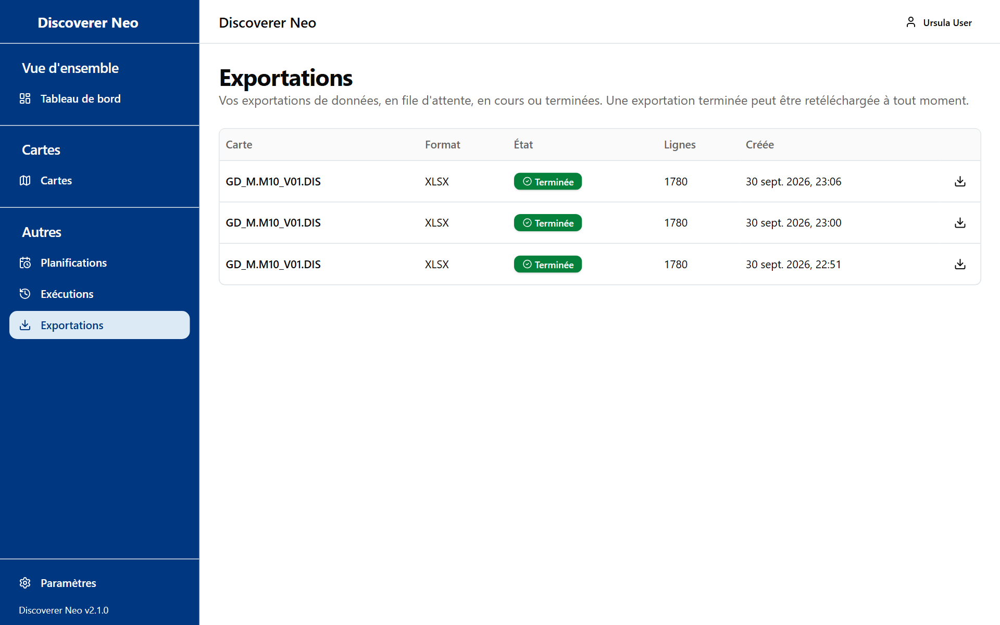 Discoverer Neo
Discoverer Neo
Ursula User
Vue d'ensemble
Tableau de bord
Cartes
Cartes
Autres
Planifications
Exécutions
Exportations
Paramètres
Discoverer Neo v2.1.0
Exportations
Vos exportations de données, en file d'attente, en cours ou terminées. Une exportation terminée peut être retéléchargée à tout moment.
Carte Format État Lignes Créée
GD_M.M10_V01.DIS XLSX Terminée 1780 30 sept. 2026, 23:06
GD_M.M10_V01.DIS XLSX Terminée 1780 30 sept. 2026, 23:00
GD_M.M10_V01.DIS XLSX Terminée 1780 30 sept. 2026, 22:51